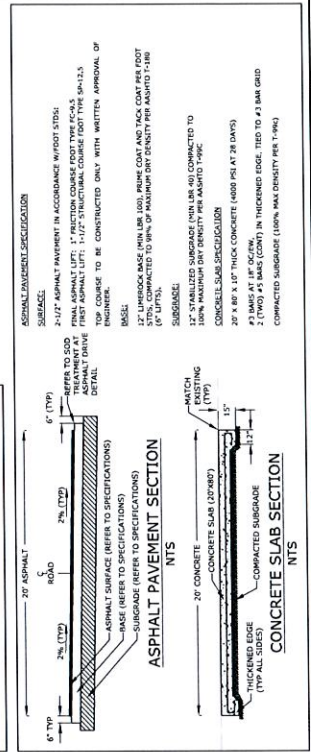 ASPHALT PAVEMENT SPECIFICATION
SURFACE:
2-1/2" ASPHALT PAVEMENT IN ACCORDANCE W/FDOT STDS:
FINAL ASPHALT LIFT: 1" FRICTION COURSE FDOT TYPE FC-9.5
FIRST ASPHALT LIFT: 1-1/2" STRUCTURAL COURSE FDOT TYPE SP-12.5
TOP COURSE TO BE CONSTRUCTED ONLY WITH WRITTEN APPROVAL OF
ENGINEER.
BASE:
12" LIMEROCK BASE (MIN LBR 100), PRIME COAT AND TACK COAT PER FDOT
STDS, COMPACTED TO 98% OF MAXIMUM DRY DENSITY PER AASHTO T-180
(6" LIFTS).
SUBGRADE:
12" STABILIZED SUBGRADE (MIN LBR 40) COMPACTED TO
100% MAXIMUM DRY DENSITY PER AASHTO T-99C
CONCRETE SLAB SPECIFICATION
20' X 80' X 10" THICK CONCRETE (4000 PSI AT 28 DAYS)
#3 BARS AT 18" OC/EW,
2 (TWO) #5 BARS (CONT) IN THICKENED EDGE, TIED TO #3 BAR GRID
COMPACTED SUBGRADE (100% MAX DENSITY PER T-99C)
6" TYP
20' ASPHALT
6" (TYP)
2% (TYP)
℄
ROAD
2% (TYP)
REFER TO SOD
TREATMENT AT
ASPHALT DRIVE
DETAIL
ASPHALT SURFACE (REFER TO SPECIFICATIONS)
BASE (REFER TO SPECIFICATIONS)
SUBGRADE (REFER TO SPECIFICATIONS)
ASPHALT PAVEMENT SECTION
NTS
20' CONCRETE
MATCH
EXISTING
(TYP)
15"
12"
CONCRETE SLAB (20'X80')
COMPACTED SUBGRADE
THICKENED EDGE
(TYP ALL SIDES)
CONCRETE SLAB SECTION
NTS